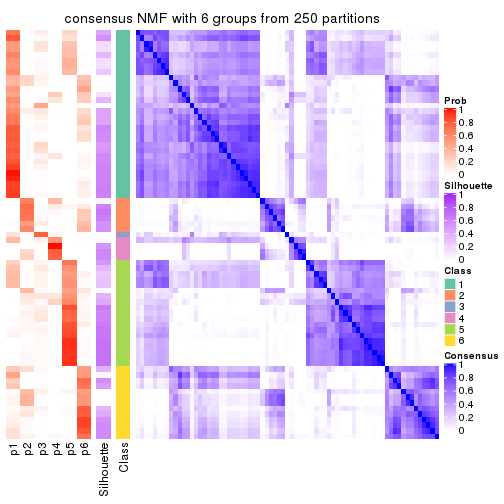 consensus NMF with 6 groups from 250 partitions
Prob
0.8
0.6
0.4
0.2
0
Silhouette
1
0.8
0.6
0.4
0.2
0
Class
1
2
3
4
5
6
Consensus
1
0.8
0.6
0.4
0.2
0
p1
p2
p3
p4
p5
p6
Silhouette
Class